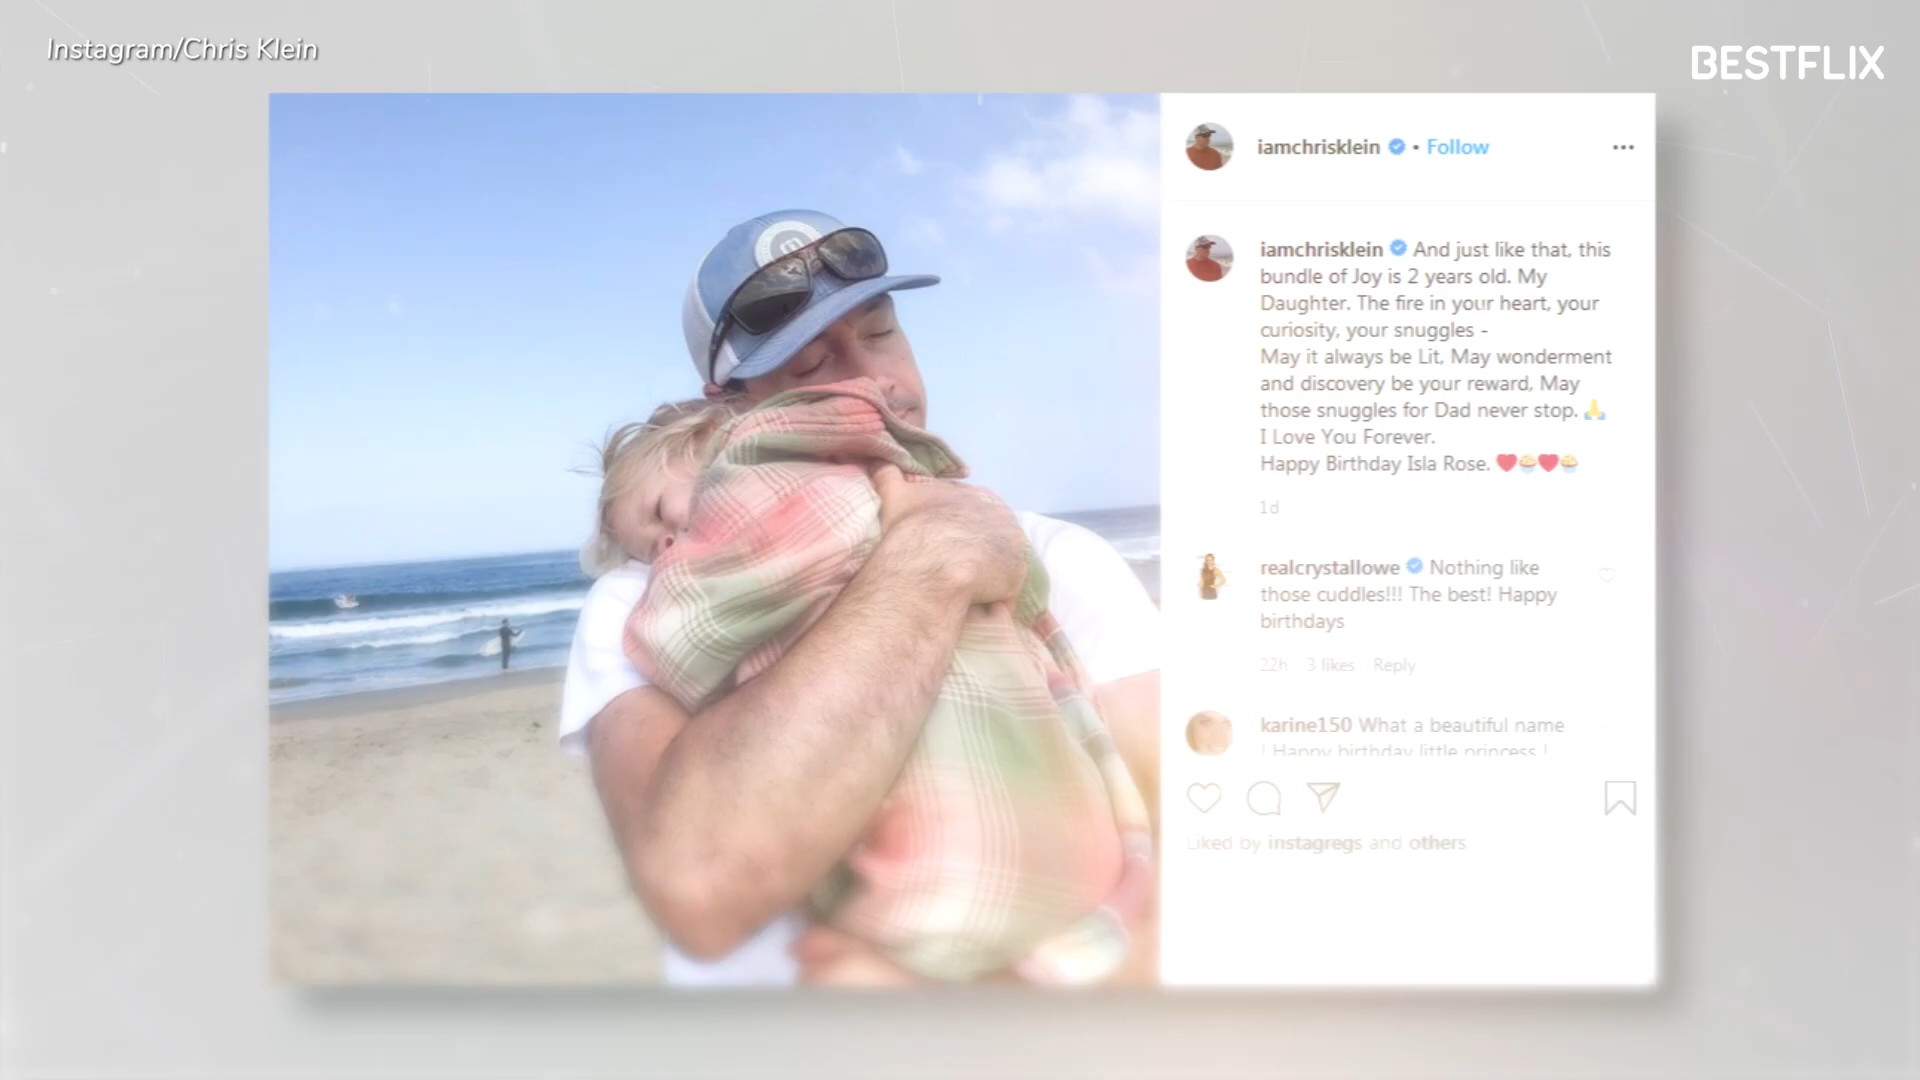 Instagram/Chris Klein
BESTFLIX
iamchrisklein • Follow
iamchrisklein And just like that, this
bundle of Joy is 2 years old. My
Daughter. The fire in your heart, your
curiosity, your snuggles -
May it always be Lit, May wonderment
and discovery be your reward, May
those snuggles for Dad never stop. 🙏
I Love You Forever.
Happy Birthday Isla Rose. ❤️🧁❤️🧁
1d
realcrystallowe Nothing like
those cuddles!!! The best! Happy
birthdays
22h 3 likes Reply
karine150 What a beautiful name
! Happy birthday little princess !
Liked by instagregs and others